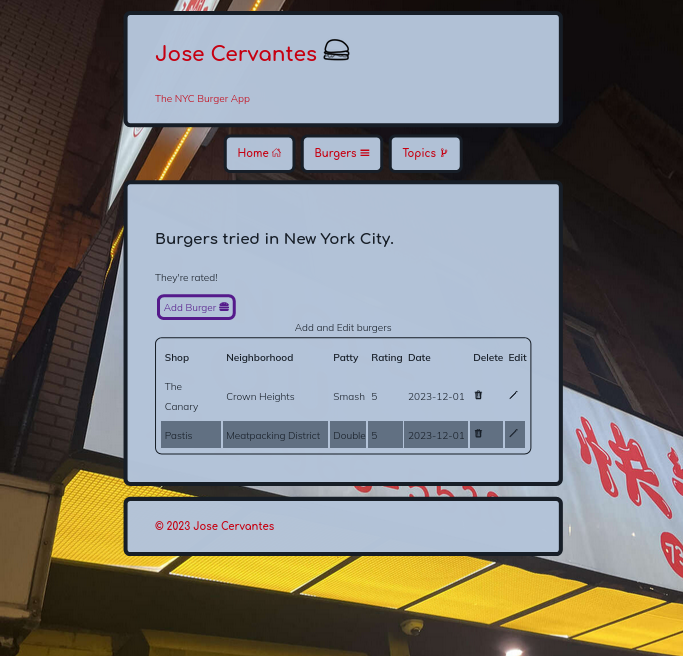 Jose Cervantes
The NYC Burger App
Home
Burgers
Topics
Burgers tried in New York City.
They're rated!
Add Burger
Add and Edit burgers
Shop Neighborhood Patty Rating Date Delete Edit
The
Canary Crown Heights Smash 5 2023-12-01
Pastis Meatpacking District Double 5 2023-12-01
快
73
© 2023 Jose Cervantes